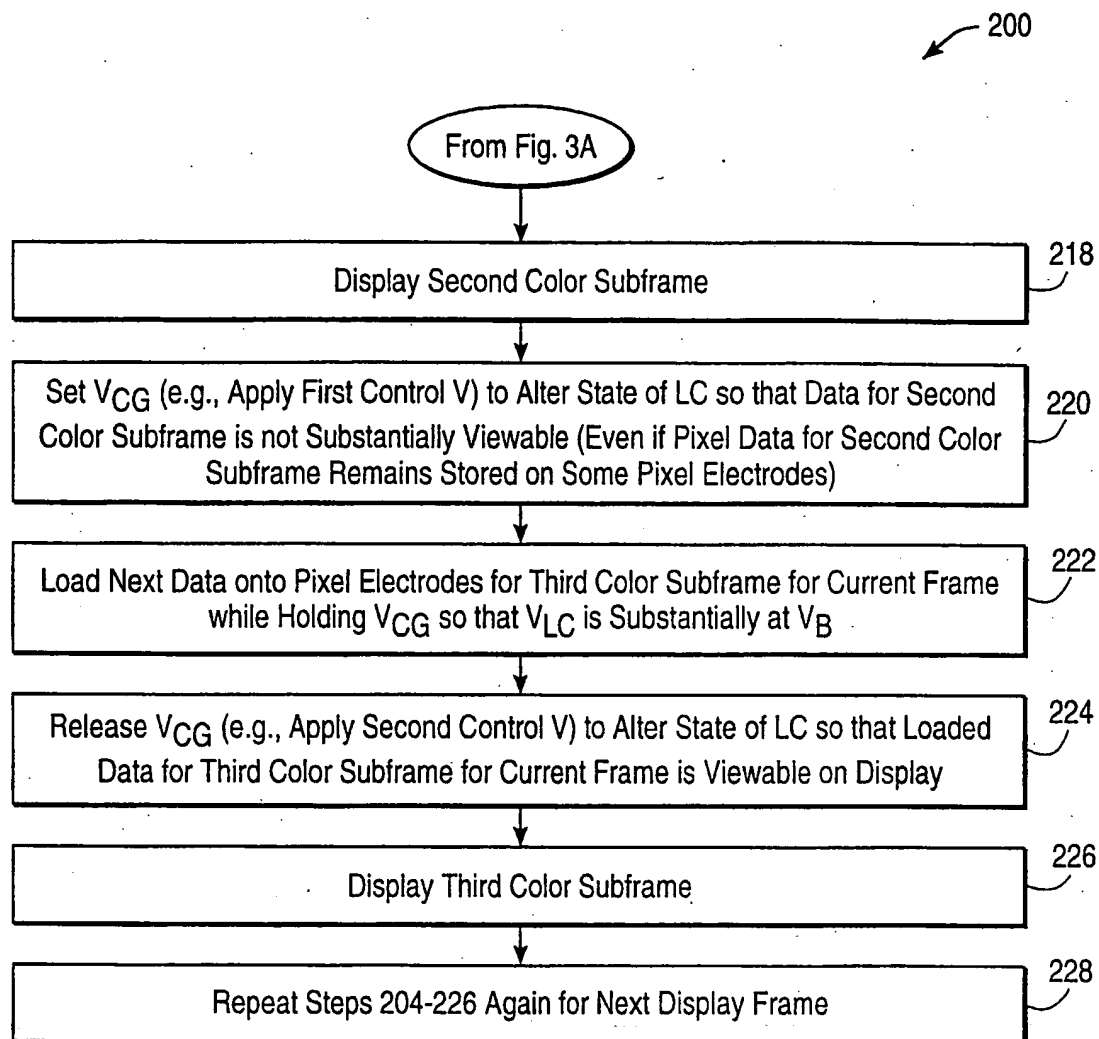 200
From Fig. 3A
Display Second Color Subframe
218
Set VCG (e.g., Apply First Control V) to Alter State of LC so that Data for Second
Color Subframe is not Substantially Viewable (Even if Pixel Data for Second Color
Subframe Remains Stored on Some Pixel Electrodes)
220
Load Next Data onto Pixel Electrodes for Third Color Subframe for Current Frame
while Holding VCG so that VLC is Substantially at VB
222
Release VCG (e.g., Apply Second Control V) to Alter State of LC so that Loaded
Data for Third Color Subframe for Current Frame is Viewable on Display
224
Display Third Color Subframe
226
Repeat Steps 204-226 Again for Next Display Frame
228